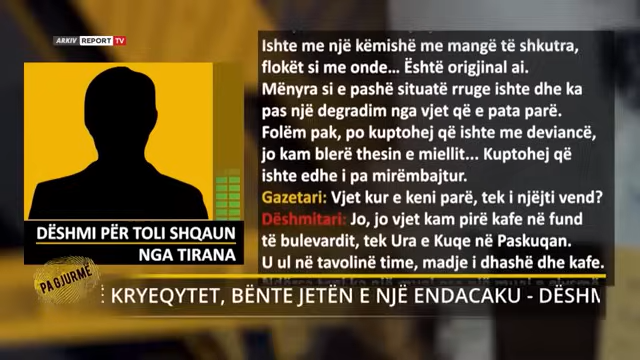 ARKIV REPORT TV
Ishte me një këmishë me mangë të shkutra,
flokët si me onde... Është origjinal ai.
Mënyra si e pashë situatë rruge ishte dhe ka
pas një degradim nga vjet që e pata parë.
Folëm pak, po kuptohej që ishte me deviancë,
jo kam blerë thesin e miellit... Kuptohej që
ishte edhe i pa mirëmbajtur.
Gazetari: Vjet kur e keni parë, tek i njëjti vend?
Dëshmitari: Jo, jo vjet kam pirë kafe në fund
të bulevardit, tek Ura e Kuqe në Paskuqan.
U ul në tavolinë time, madje i dhashë dhe kafe.
DËSHMI PËR TOLI SHQAUN
NGA TIRANA
PA GJURMË
Ë KRYEQYTET, BËNTE JETËN E NJË ENDACAKU - DËSHM